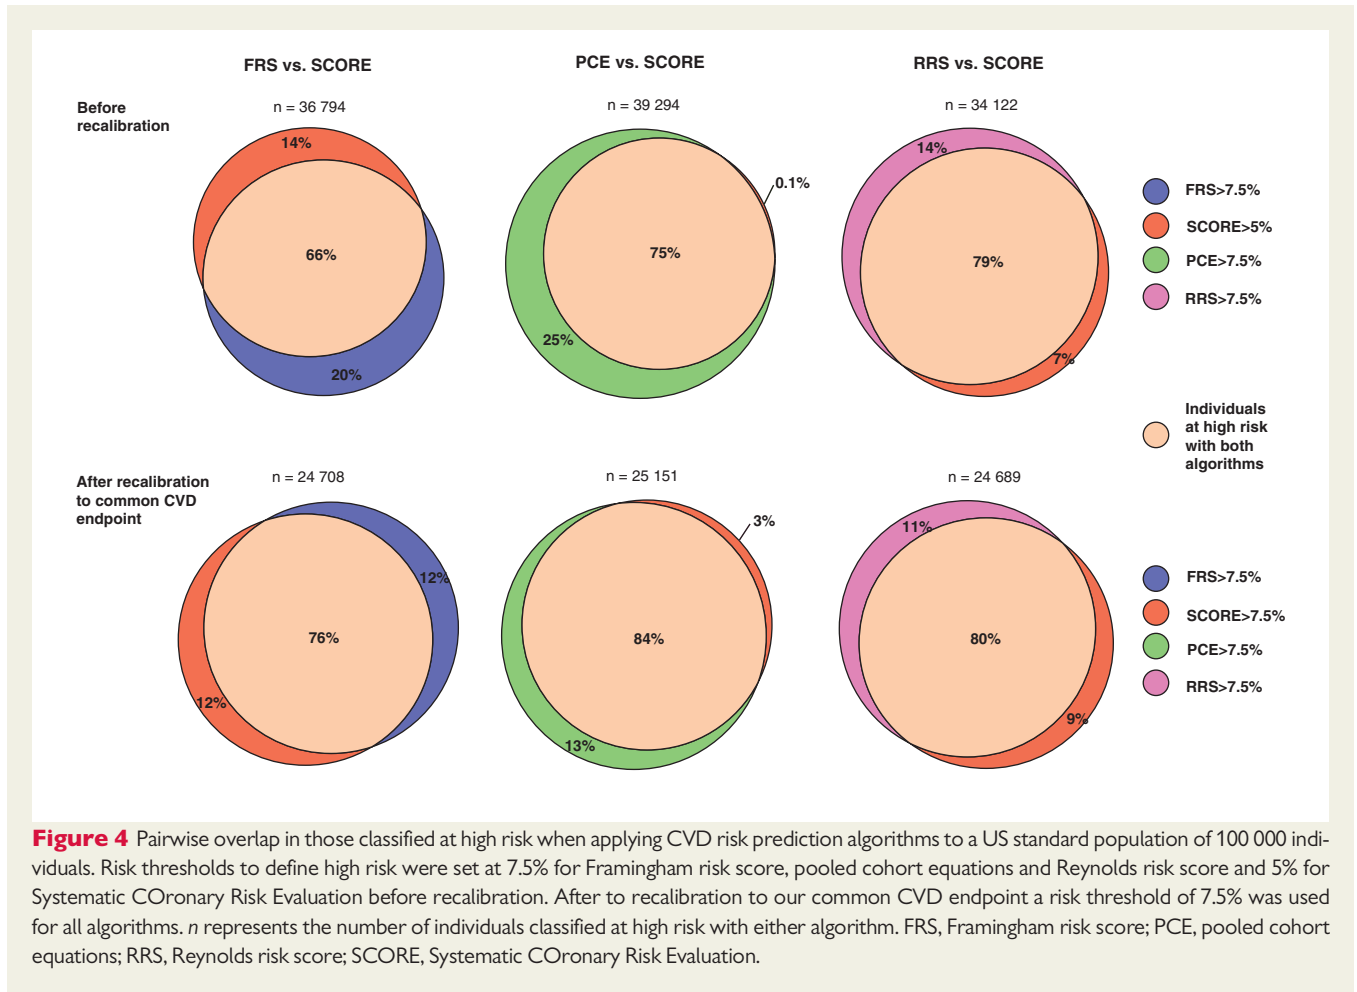 FRS vs. SCORE
PCE vs. SCORE
RRS vs. SCORE
Before
recalibration
n = 36 794
n = 39 294
n = 34 122
14%
66%
20%
0.1%
75%
25%
14%
79%
7%
FRS>7.5%
SCORE>5%
PCE>7.5%
RRS>7.5%
Individuals
at high risk
with both
algorithms
After recalibration
to common CVD
endpoint
n = 24 708
n = 25 151
n = 24 689
12%
76%
12%
3%
84%
13%
11%
80%
9%
FRS>7.5%
SCORE>7.5%
PCE>7.5%
RRS>7.5%
Figure 4 Pairwise overlap in those classified at high risk when applying CVD risk prediction algorithms to a US standard population of 100 000 indi-
viduals. Risk thresholds to define high risk were set at 7.5% for Framingham risk score, pooled cohort equations and Reynolds risk score and 5% for
Systematic COronary Risk Evaluation before recalibration. After to recalibration to our common CVD endpoint a risk threshold of 7.5% was used
for all algorithms. n represents the number of individuals classified at high risk with either algorithm. FRS, Framingham risk score; PCE, pooled cohort
equations; RRS, Reynolds risk score; SCORE, Systematic COronary Risk Evaluation.